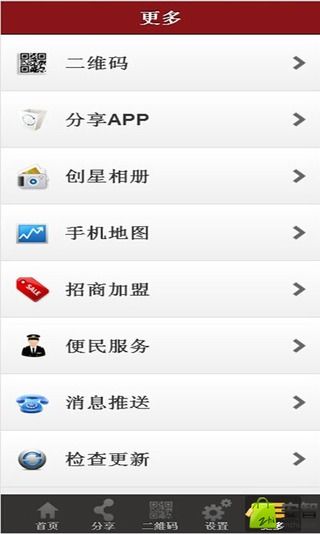 更多
二维码
分享APP
创星相册
手机地图
SALE
招商加盟
便民服务
消息推送
检查更新
首页
分享
二维码
设置
更多